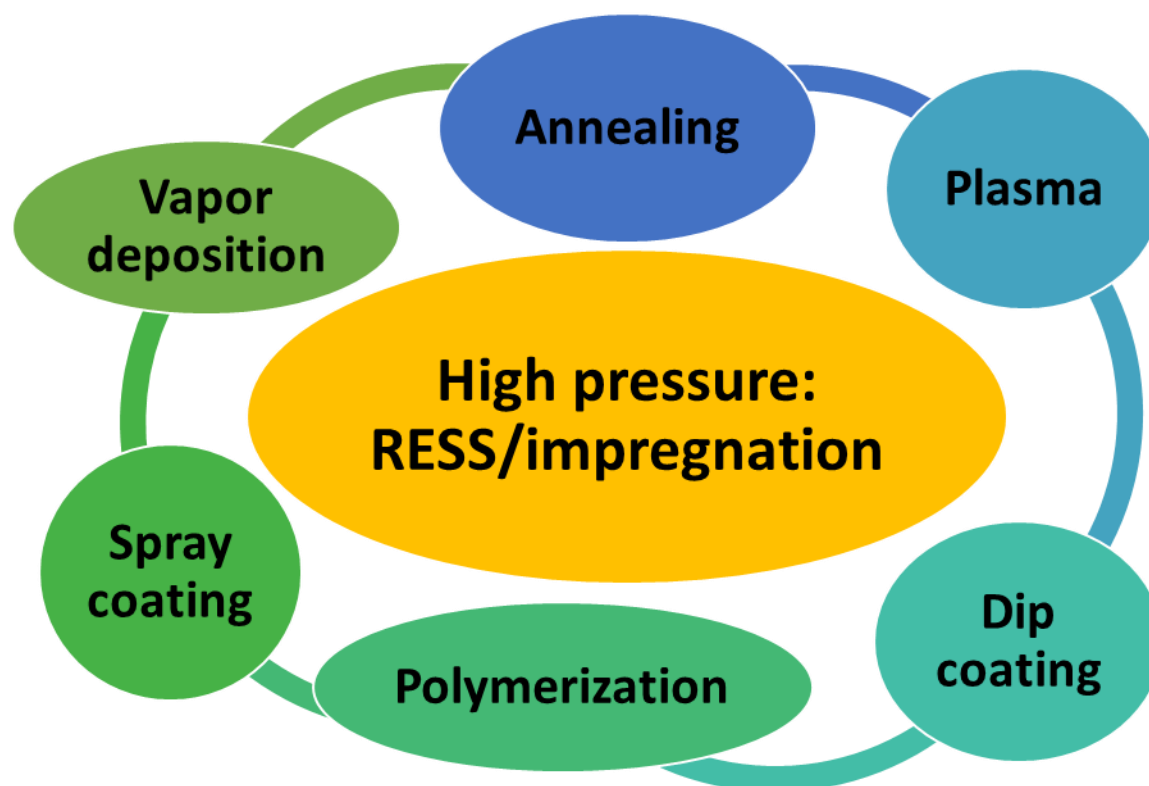 Annealing
Plasma
Vapor
deposition
High pressure:
RESS/impregnation
Spray
coating
Dip
coating
Polymerization